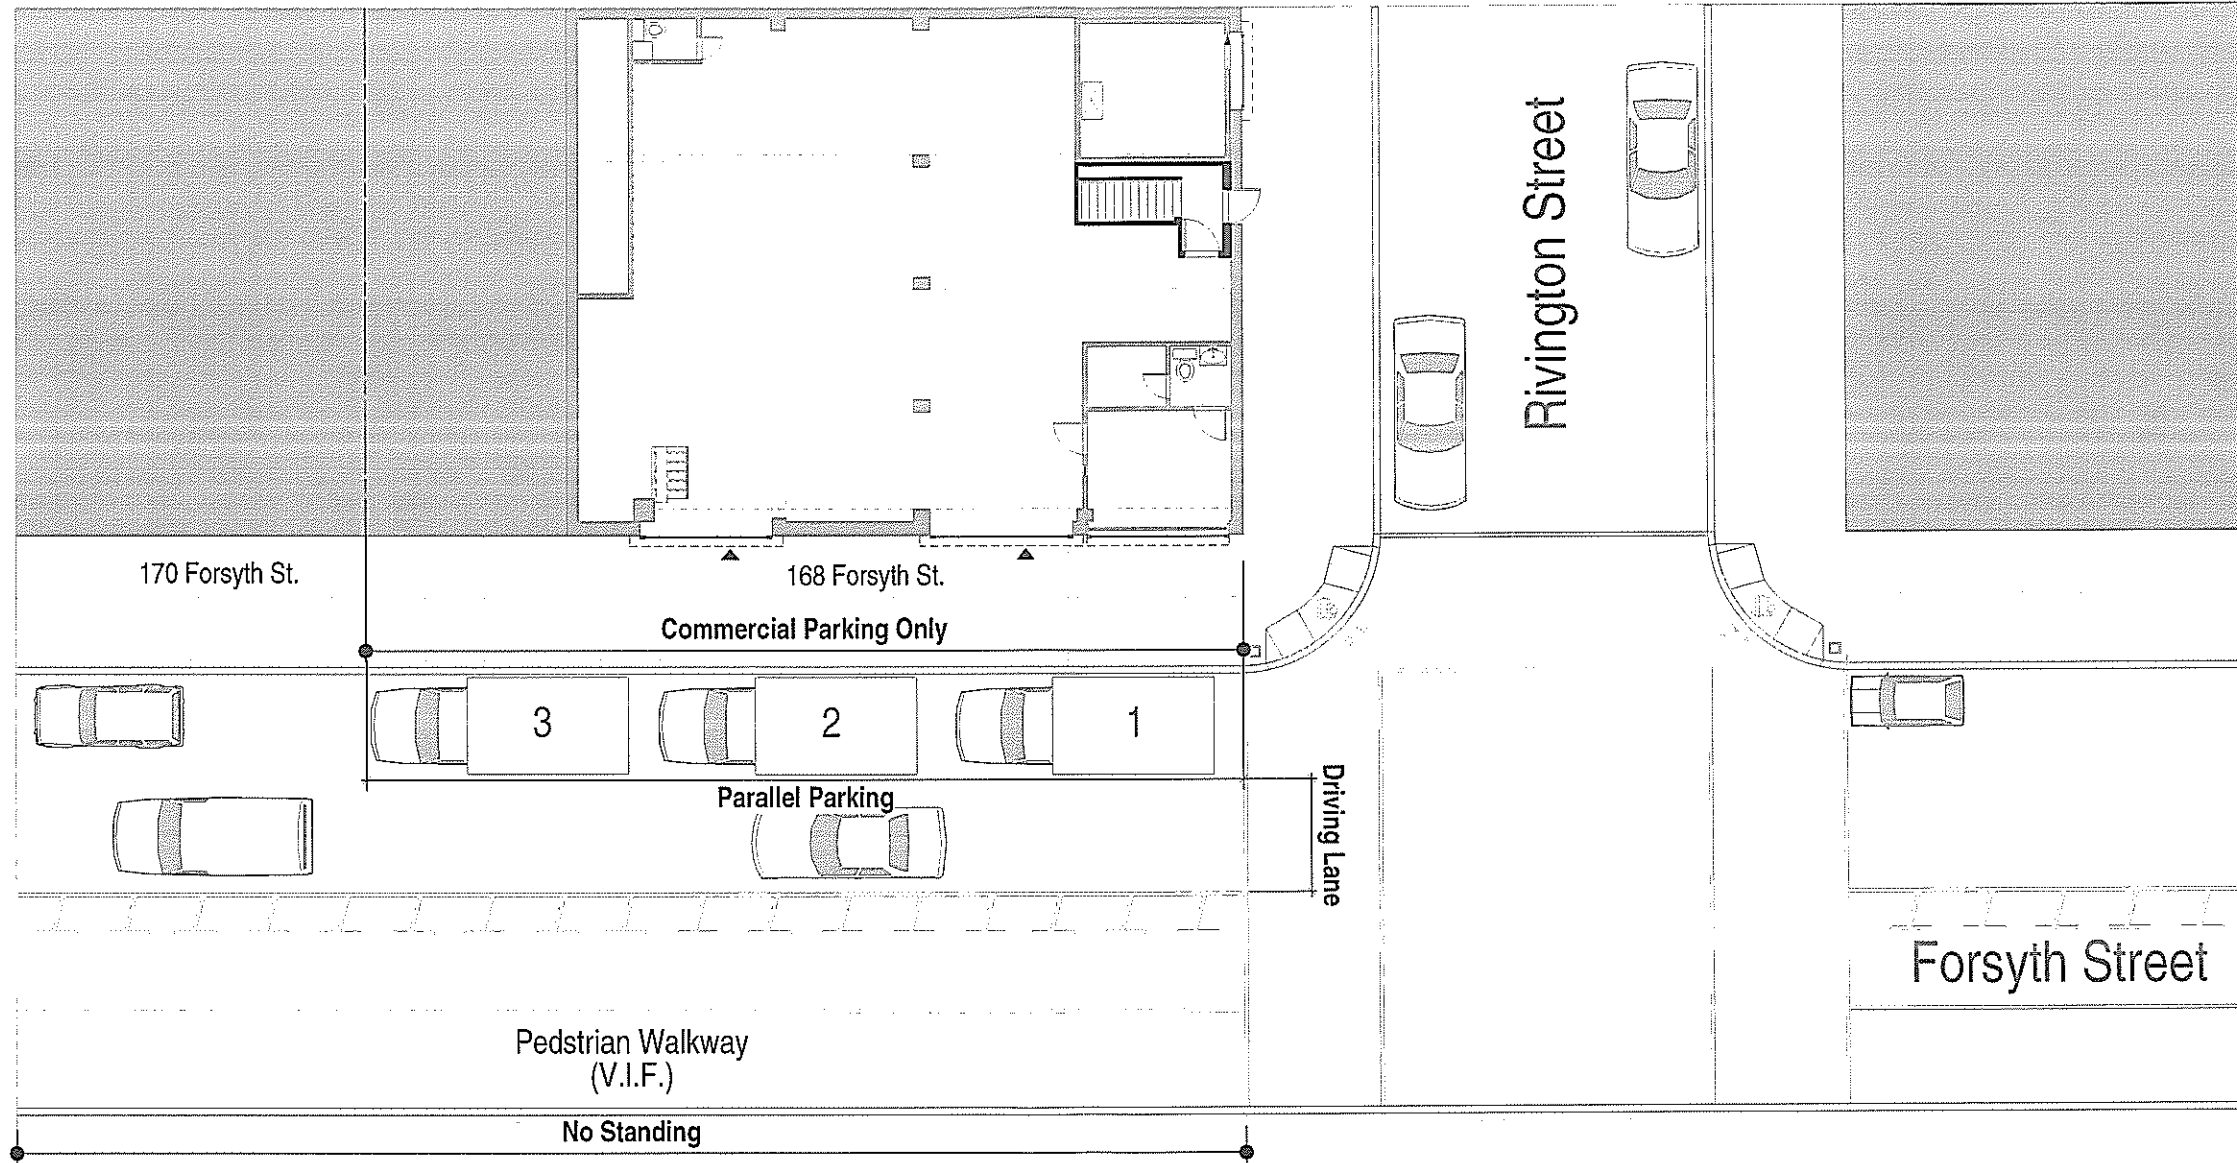 Rivington Street
170 Forsyth St.
168 Forsyth St.
Commercial Parking Only
3
2
1
Parallel Parking
Driving Lane
Forsyth Street
Pedstrian Walkway
(V.I.F.)
No Standing